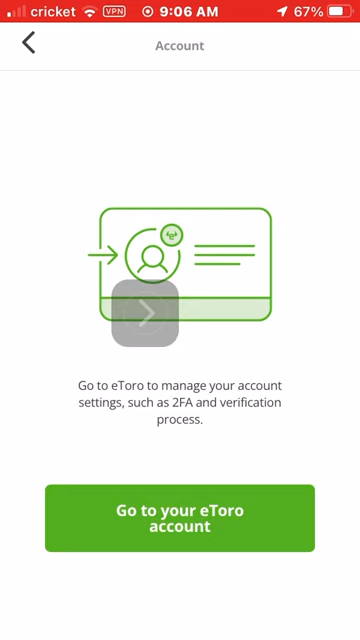 cricket VPN 9:06 AM 67%
Account
e
Go to eToro to manage your account
settings, such as 2FA and verification
process.
Go to your eToro
account